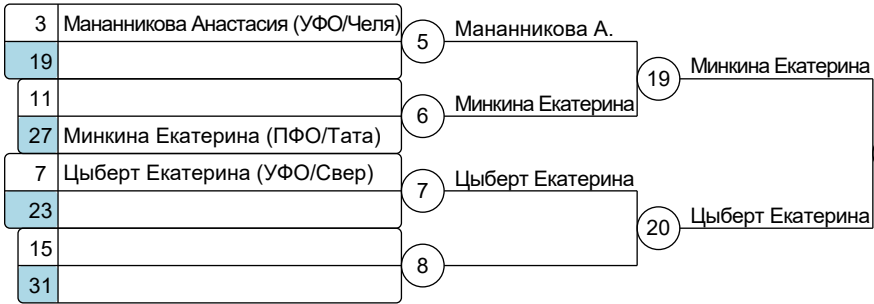 3 Мананникова Анастасия (УФО/Челя)
19
11
27 Минкина Екатерина (ПФО/Тата)
7 Цыберт Екатерина (УФО/Свер)
23
15
31
5 Мананникова А.
6 Минкина Екатерина
7 Цыберт Екатерина
8
19 Минкина Екатерина
20 Цыберт Екатерина